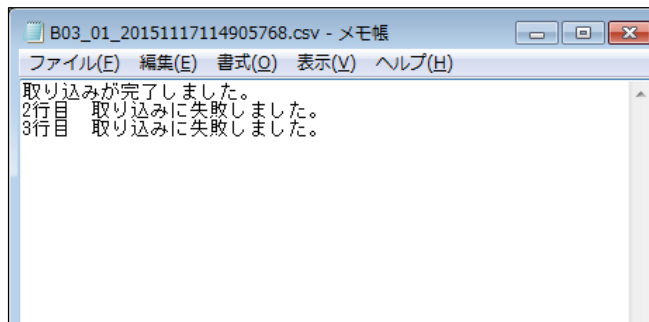 B03_01_20151117114905768.csv - メモ帳
ファイル(F) 編集(E) 書式(O) 表示(V) ヘルプ(H)
取り込みが完了しました。
2行目　取り込みに失敗しました。
3行目　取り込みに失敗しました。